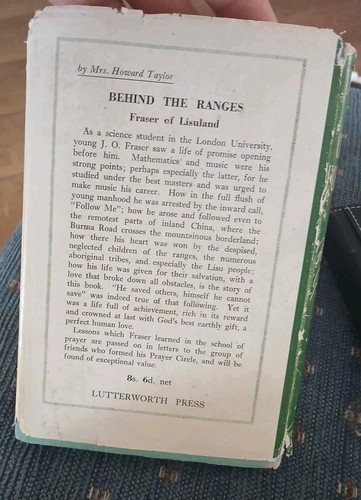 by Mrs. Howard Taylor
BEHIND THE RANGES
Fraser of Lisuland
As a science student in the London University,
young J. O. Fraser saw a life of promise opening
before him. Mathematics and music were his
strong points; perhaps especially the latter, for he
studied under the best masters and was urged to
make music his career. How in the full flush of
young manhood he was arrested by the inward call,
"Follow Me"; how he arose and followed even to
the remotest parts of inland China, where the
Burma Road crosses the mountainous borderland;
how there his heart was won by the despised,
neglected children of the ranges, the numerous
aboriginal tribes, and especially the Lisu people;
how his life was given for their salvation, with a
love that broke down all obstacles, is the story of
this book. "He saved others, himself he cannot
save" was indeed true of him. Yet it
was a life full of achievement, rich in its reward
and crowned at last with God's best earthly gift, a
perfect human love.
Lessons which Fraser learned in the school of
prayer are passed on in letters to the group of
friends who formed his Prayer Circle, and will be
found of exceptional value.
8s. 6d. net
LUTTERWORTH PRESS